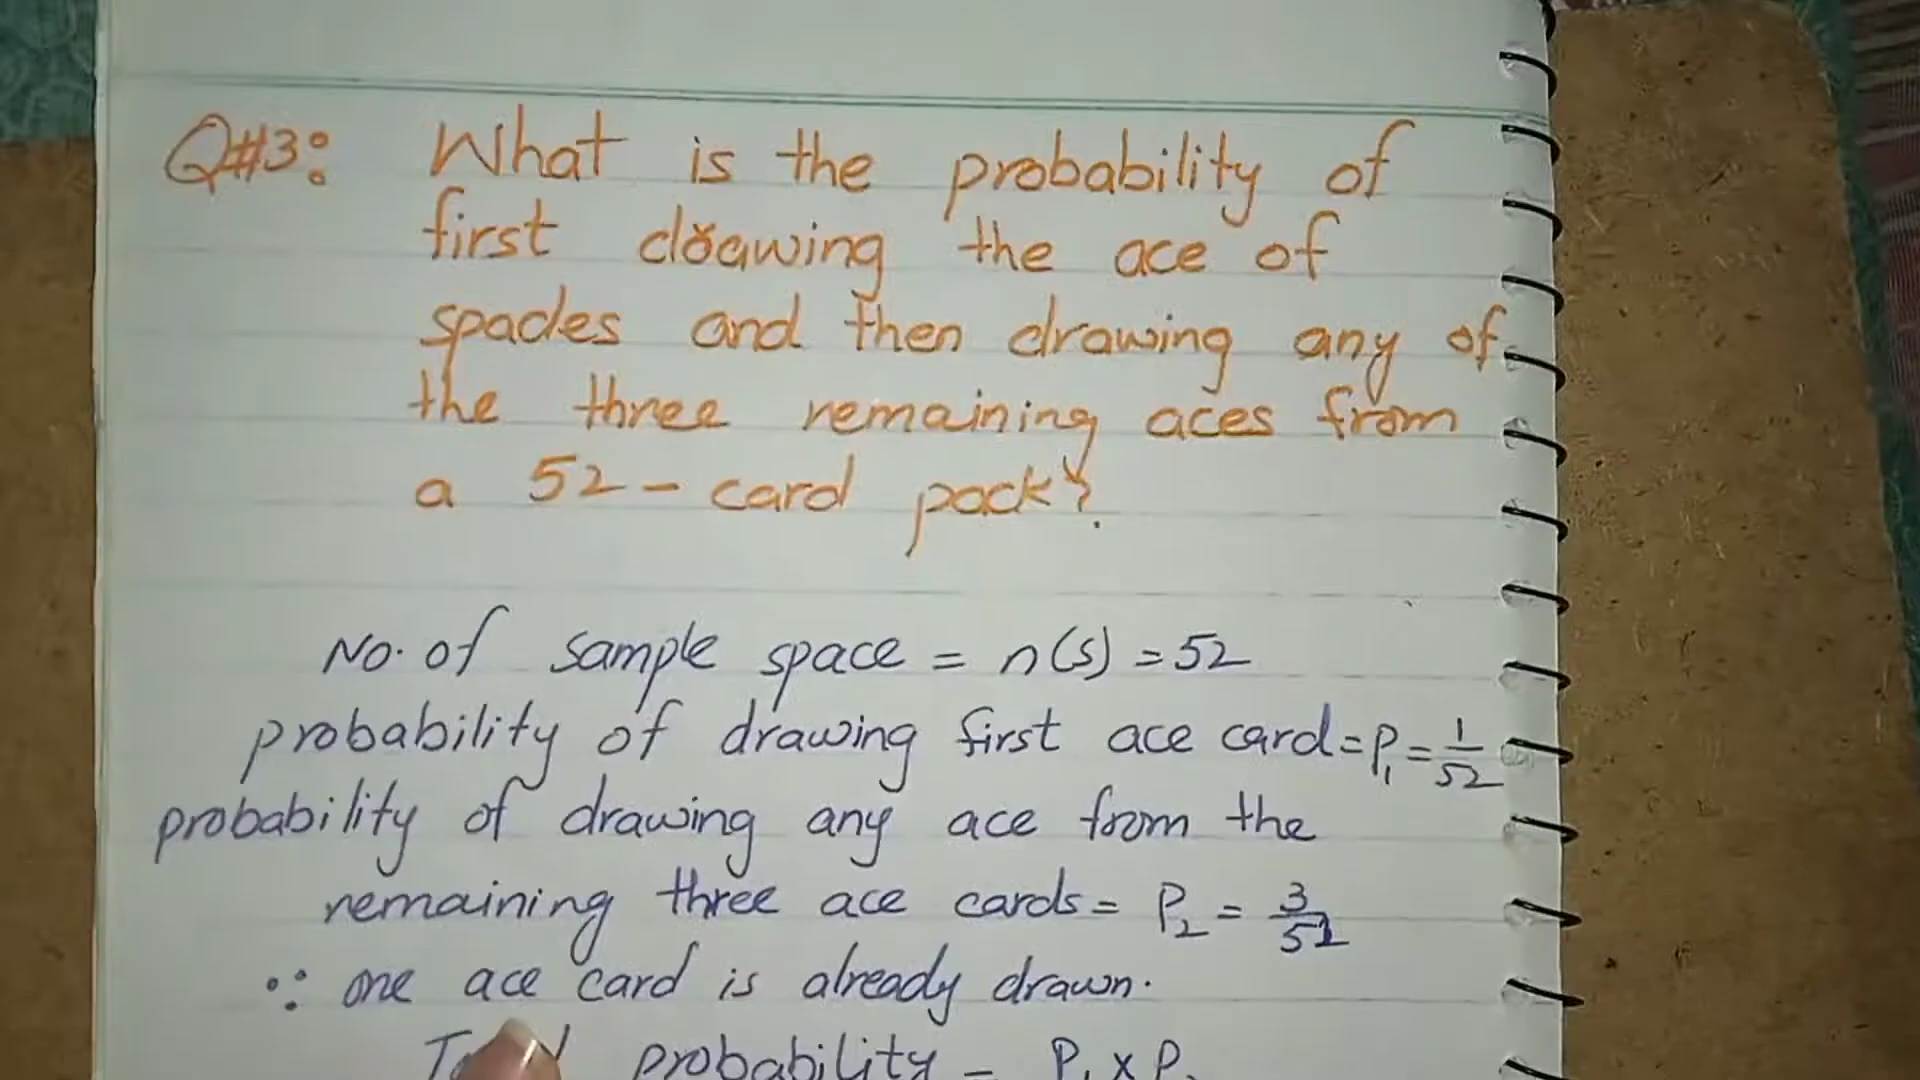 Q#3: What is the probability of
first drawing the ace of
spades and then drawing any of
the three remaining aces from
a 52-card pack?
No. of sample space = n(s) = 52
probability of drawing first ace card = P₁ = 1/52
probability of drawing any ace from the
remaining three ace cards = P₂ = 3/52
∵ one ace card is already drawn.
probability = P₁ x P